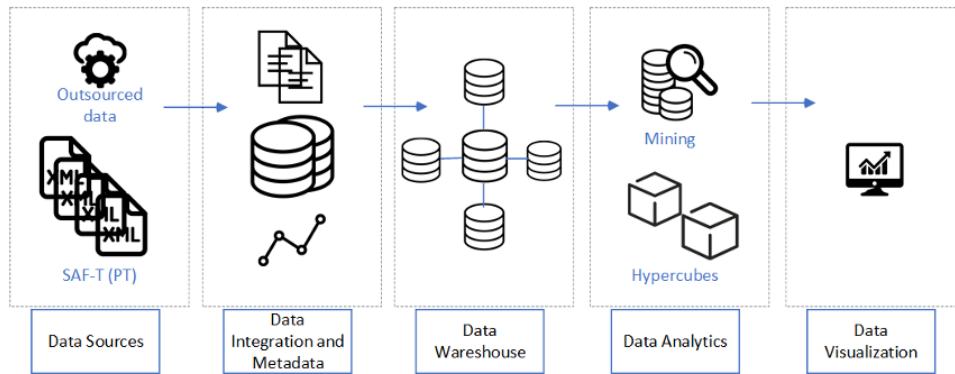 Outsourced
data
XML
XML
XML
XML
SAF-T (PT)
Mining
Hypercubes
Data Sources
Data
Integration and
Metadata
Data
Wareshouse
Data Analytics
Data
Visualization